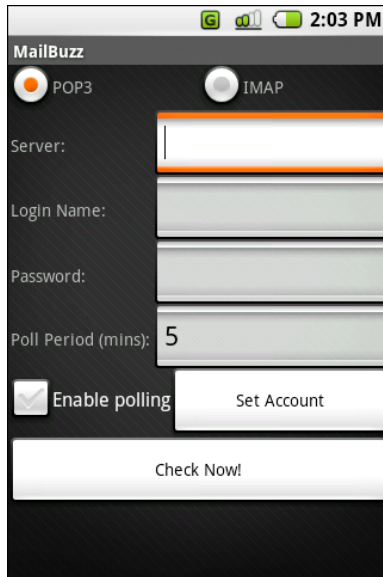 G 2:03 PM
MailBuzz
POP3 IMAP
Server:
Login Name:
Password:
Poll Period (mins): 5
Enable polling Set Account
Check Now!